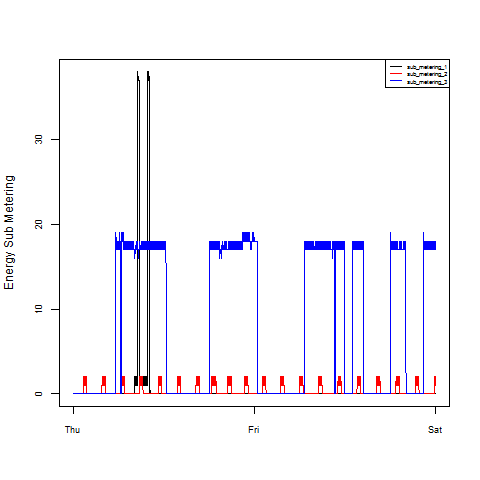 sub_metering_1
sub_metering_2
sub_metering_3
Energy Sub Metering
30
20
10
0
Thu
Fri
Sat